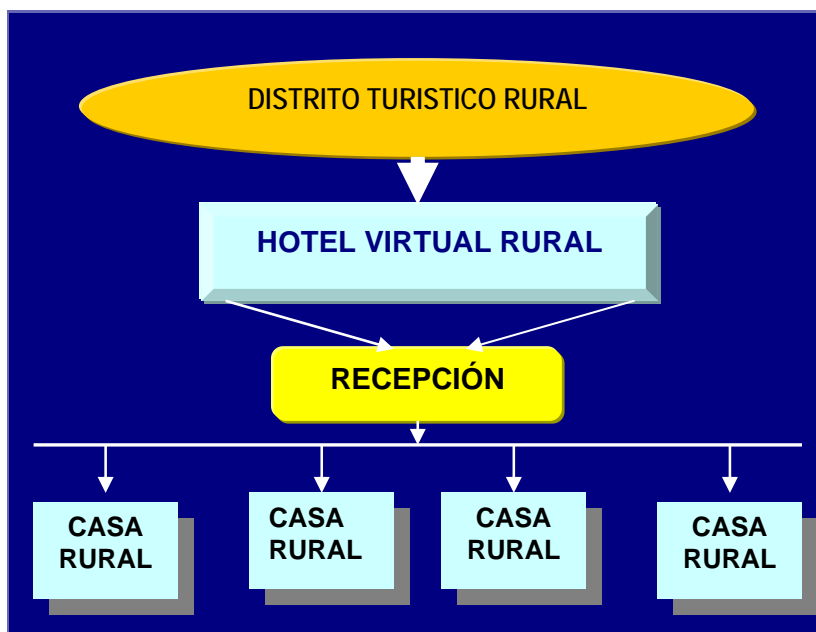 DISTRITO TURISTICO RURAL
HOTEL VIRTUAL RURAL
RECEPCIÓN
CASA
RURAL
CASA
RURAL
CASA
RURAL
CASA
RURAL